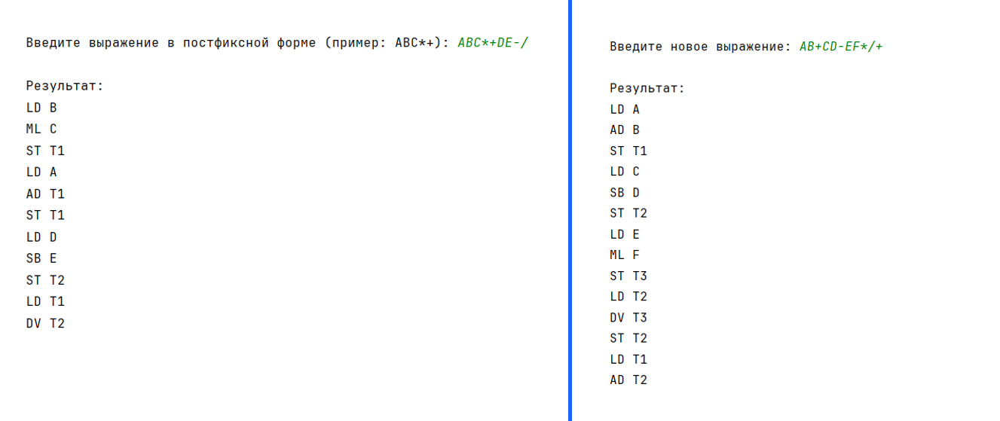 Введите выражение в постфиксной форме (пример: ABC*+): ABC*+DE-/
Результат:
LD B
ML C
ST T1
LD A
AD T1
ST T1
LD D
SB E
ST T2
LD T1
DV T2
Введите новое выражение: AB+CD-EF*/+
Результат:
LD A
AD B
ST T1
LD C
SB D
ST T2
LD E
ML F
ST T3
LD T2
DV T3
ST T2
LD T1
AD T2